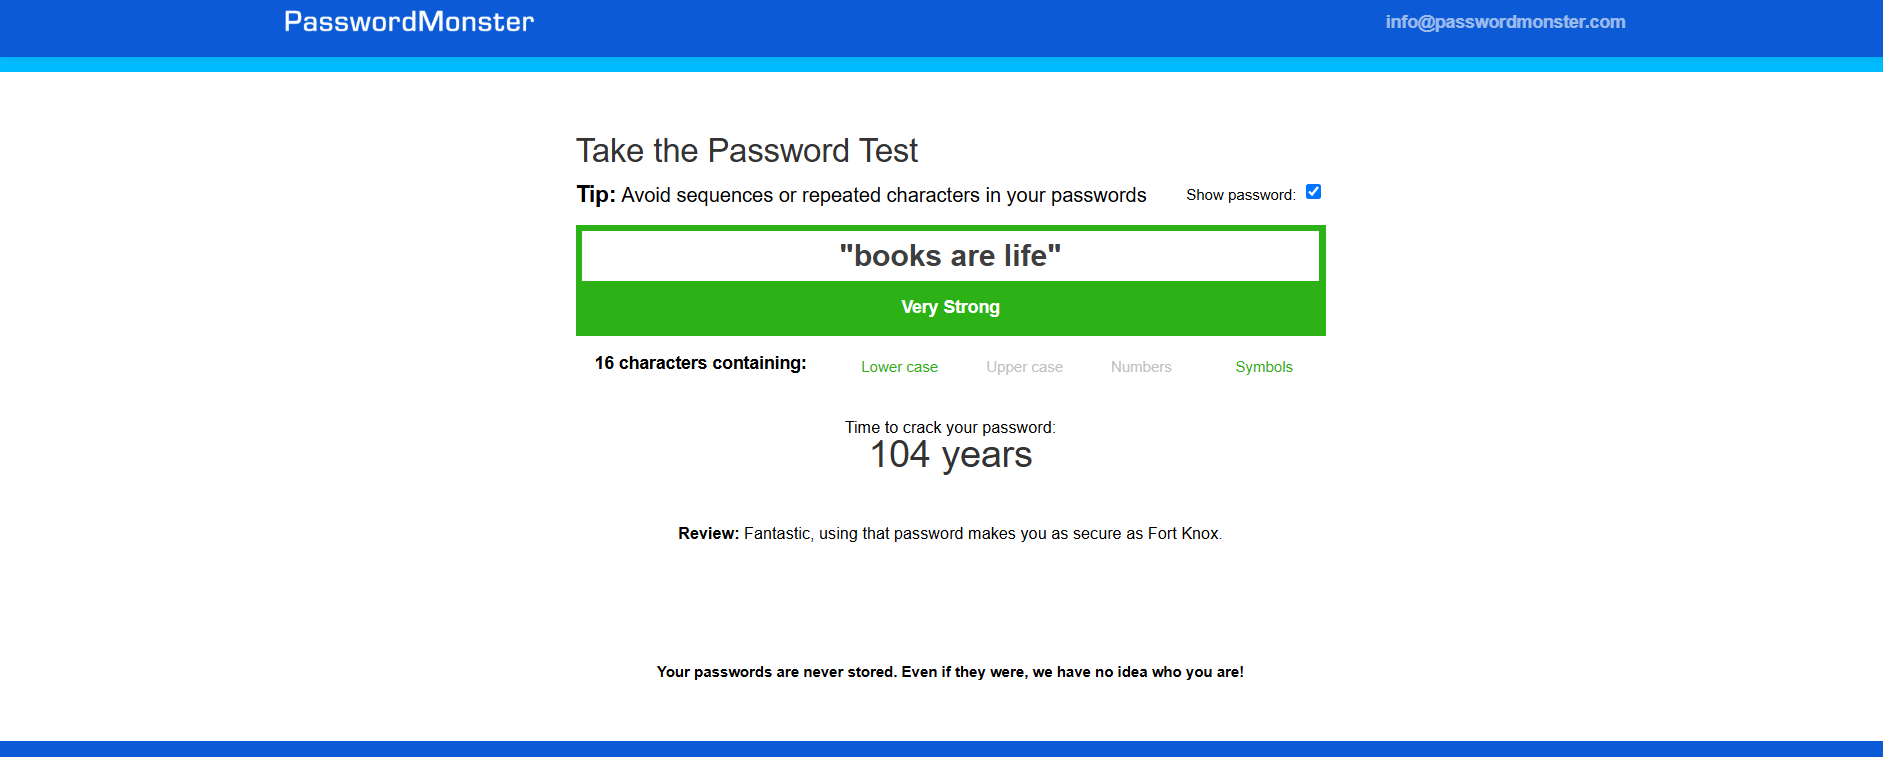 PasswordMonster
info@passwordmonster.com
Take the Password Test
Tip: Avoid sequences or repeated characters in your passwords
Show password:
"books are life"
Very Strong
16 characters containing:
Lower case
Upper case
Numbers
Symbols
Time to crack your password:
104 years
Review: Fantastic, using that password makes you as secure as Fort Knox.
Your passwords are never stored. Even if they were, we have no idea who you are!